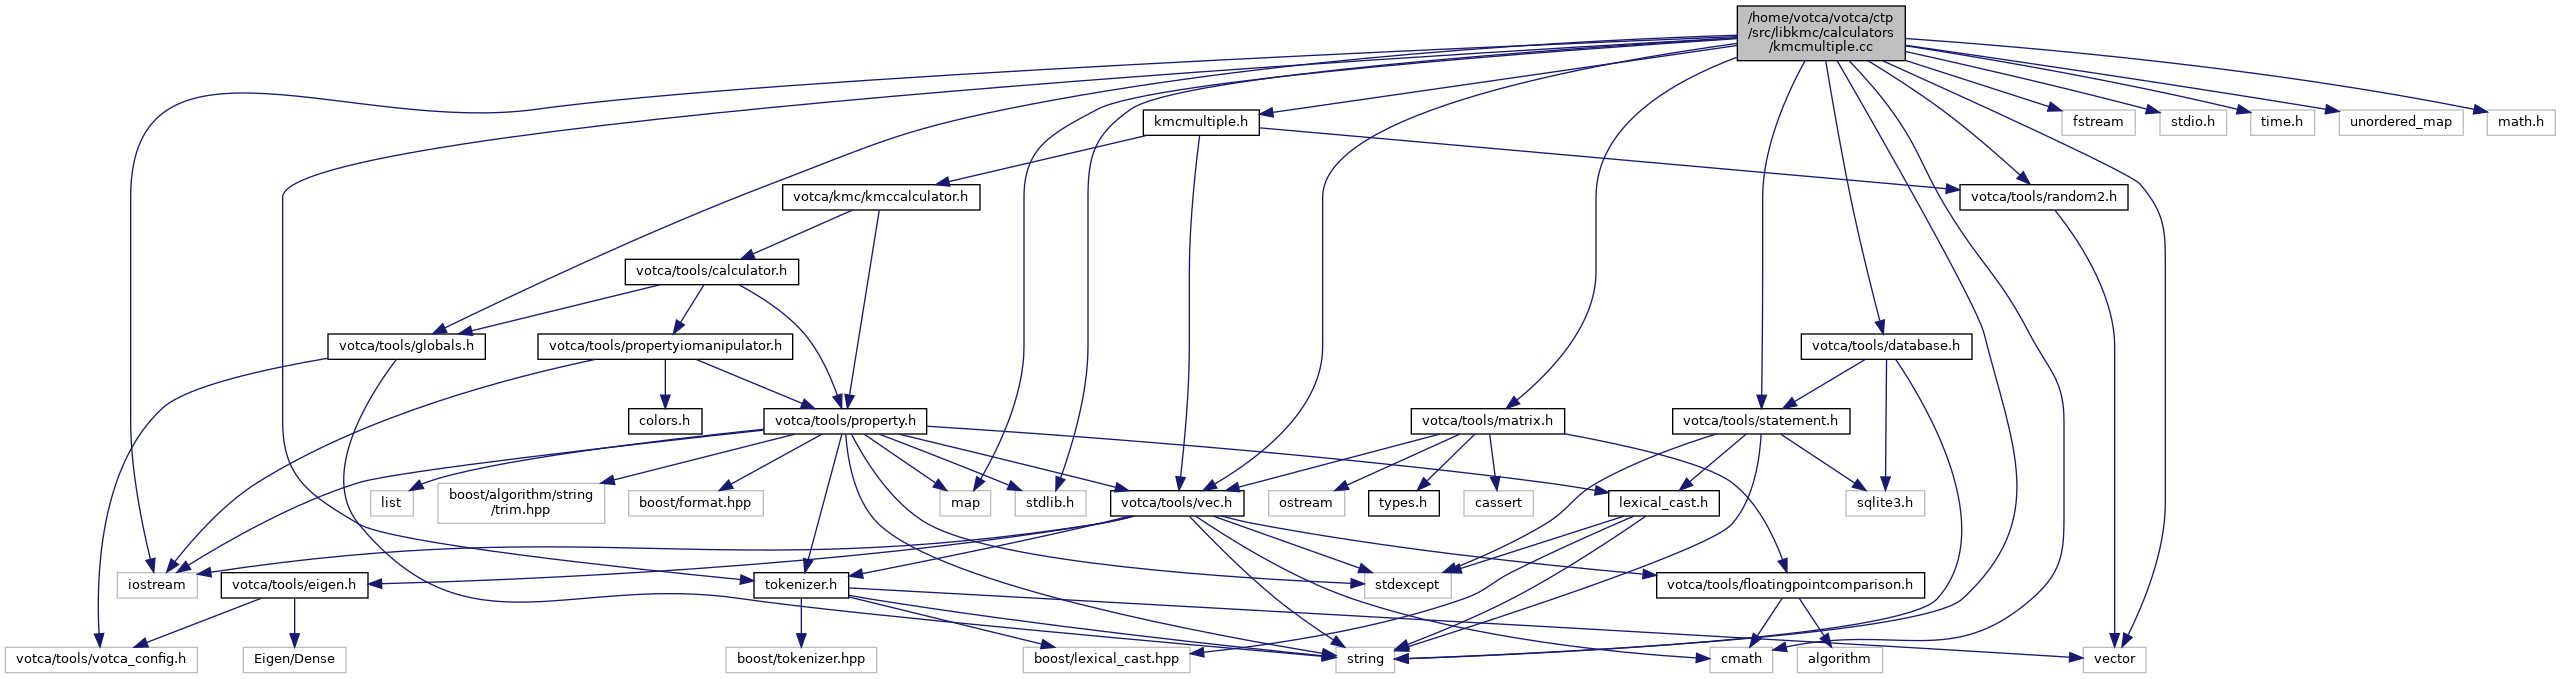 /home/votca/votca/ctp
/src/libkmc/calculators
/kmcmultiple.cc
kmcmultiple.h
fstream
stdio.h
time.h
unordered_map
math.h
votca/kmc/kmccalculator.h
votca/tools/random2.h
votca/tools/calculator.h
votca/tools/globals.h
votca/tools/propertyiomanipulator.h
votca/tools/database.h
colors.h
votca/tools/property.h
votca/tools/matrix.h
votca/tools/statement.h
list
boost/algorithm/string
/trim.hpp
boost/format.hpp
map
stdlib.h
votca/tools/vec.h
ostream
types.h
cassert
lexical_cast.h
sqlite3.h
iostream
votca/tools/eigen.h
tokenizer.h
stdexcept
votca/tools/floatingpointcomparison.h
votca/tools/votca_config.h
Eigen/Dense
boost/tokenizer.hpp
boost/lexical_cast.hpp
string
cmath
algorithm
vector